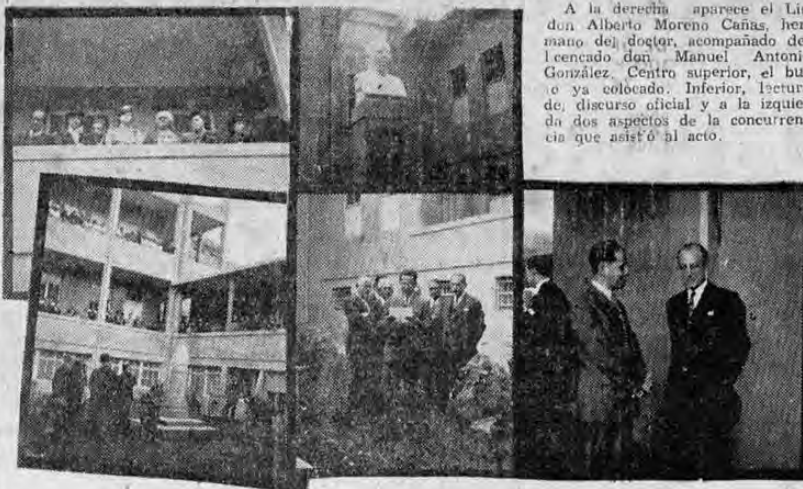 A la derecha aparece el Lic.
don Alberto Moreno Cañas, her
mano del doctor, acompañado de
l cencado don Manuel Antoni
González. Centro superior, el bu
o ya colocado. Inferior, lectur
de, discurso oficial y a la izquie
da dos aspectos de la concurren
cia que asist ó al acto.